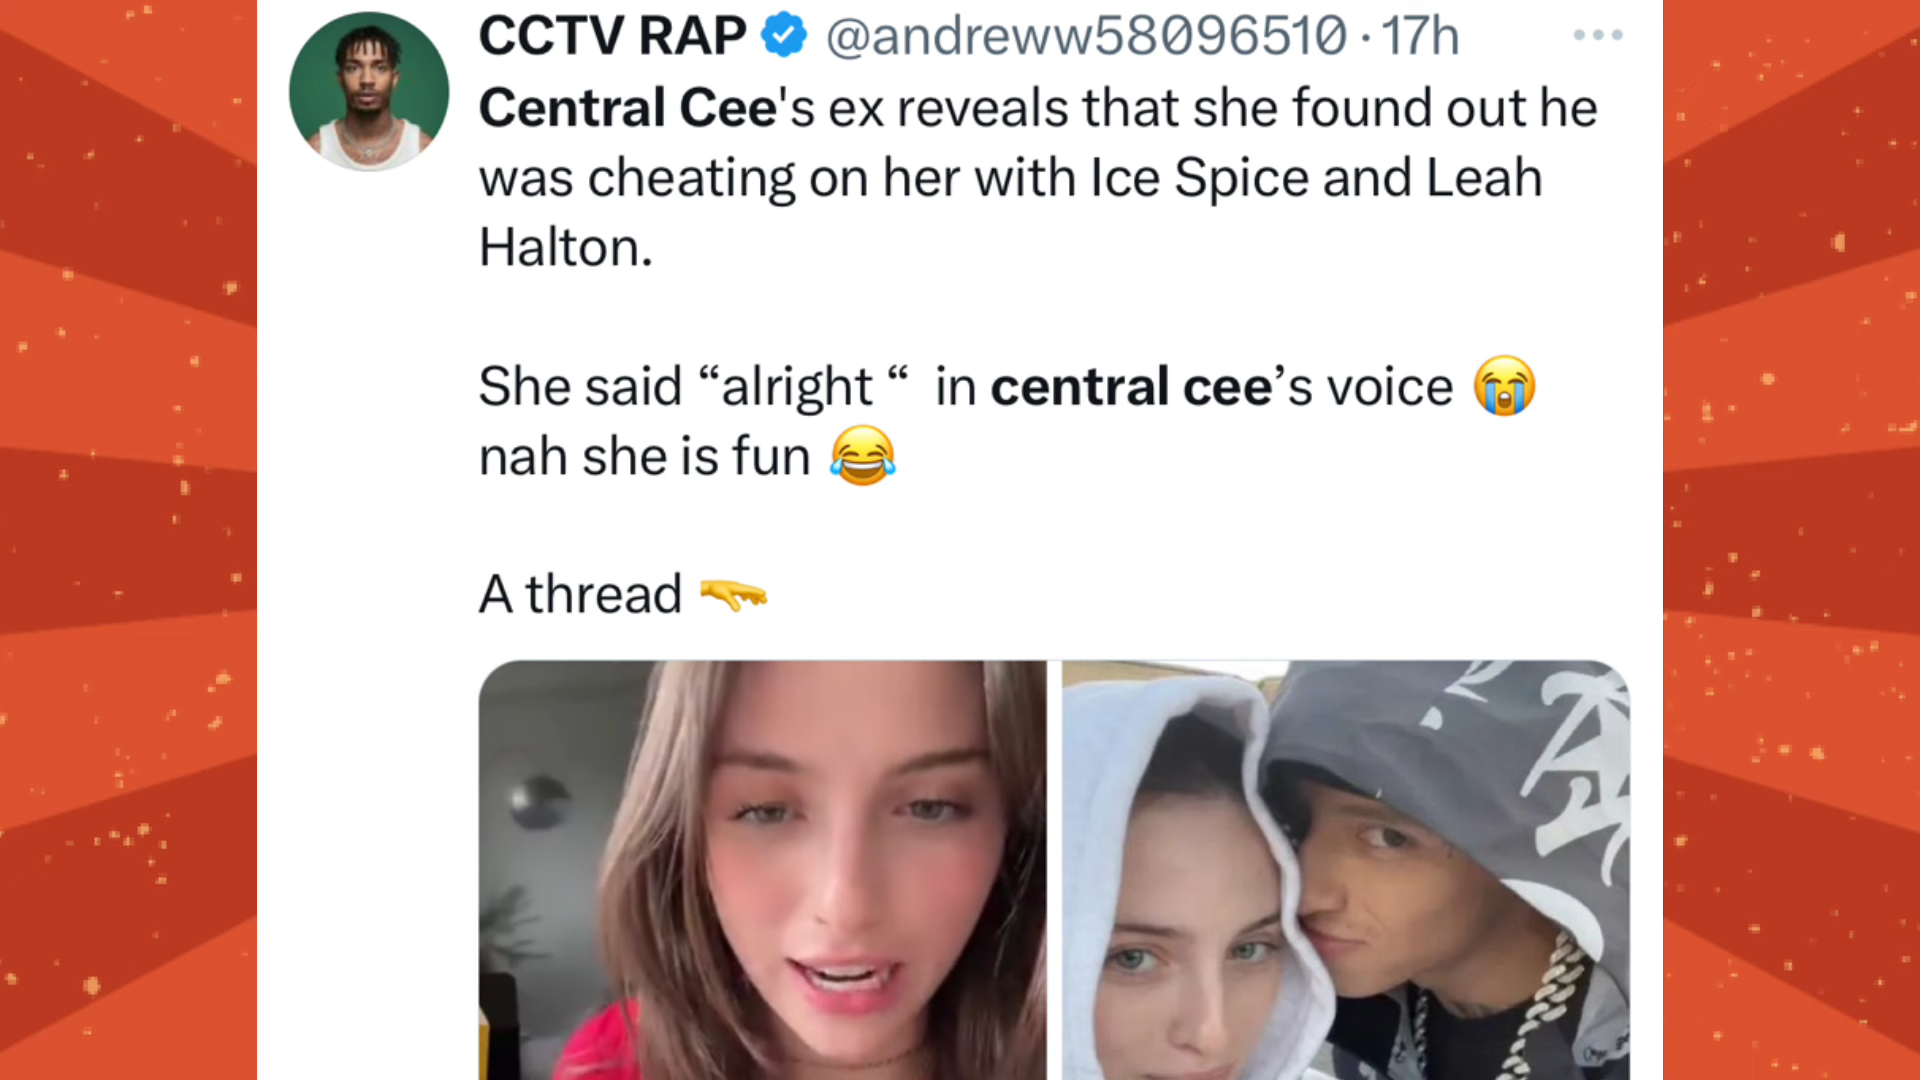 CCTV RAP @andreww58096510 · 17h
Central Cee's ex reveals that she found out he
was cheating on her with Ice Spice and Leah
Halton.
She said “alright “ in central cee’s voice 😭
nah she is fun 😂
A thread